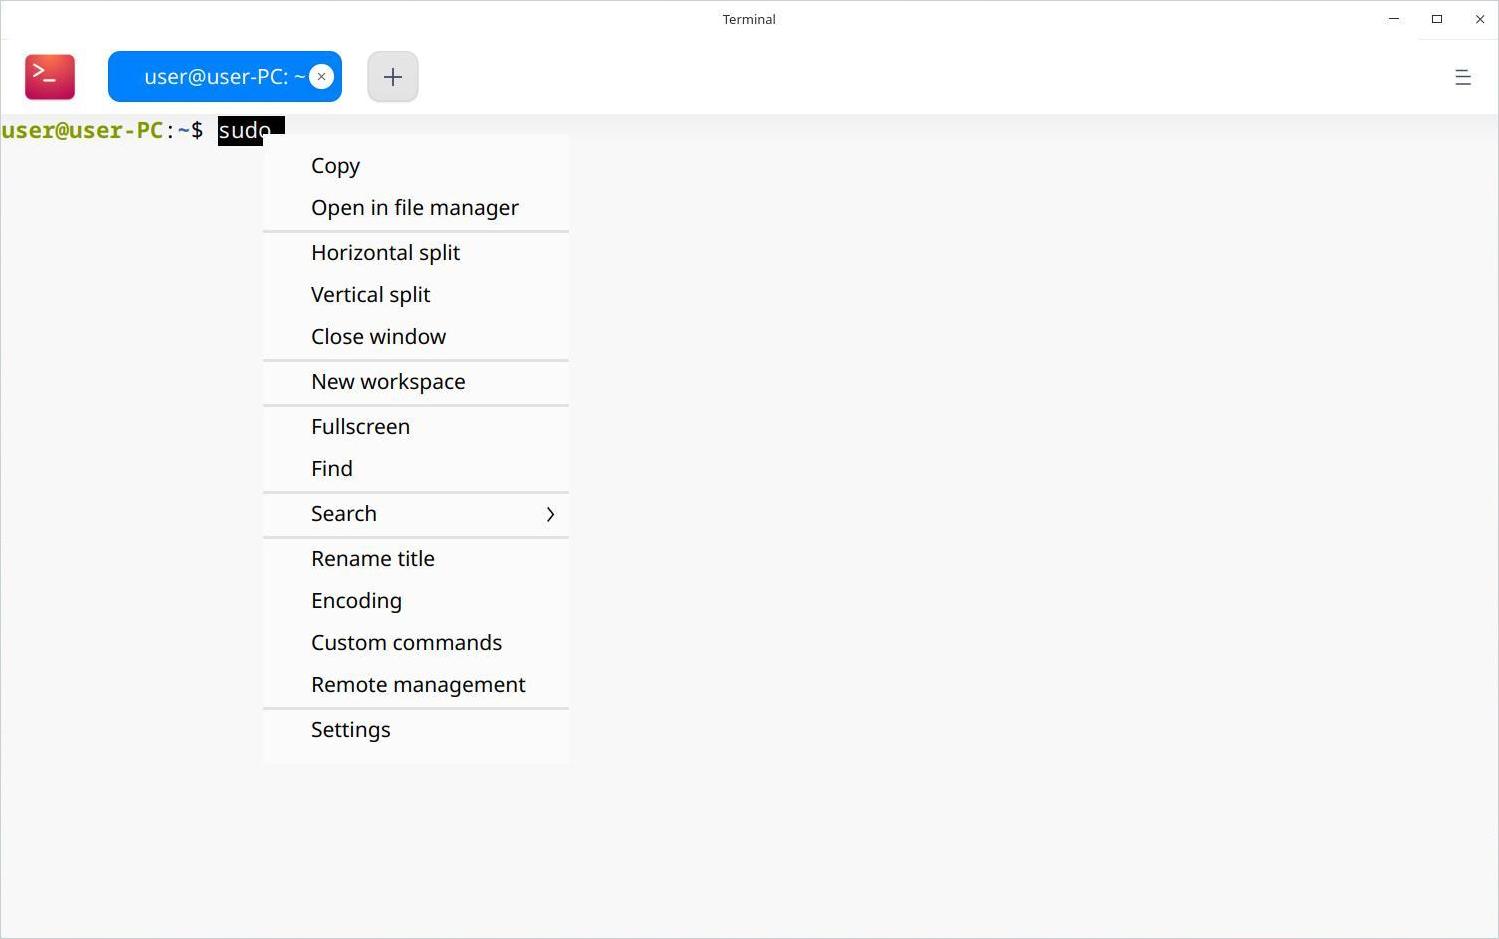 Terminal
user@user-PC: ~
user@user-PC:~$ sudo
Copy
Open in file manager
Horizontal split
Vertical split
Close window
New workspace
Fullscreen
Find
Search
Rename title
Encoding
Custom commands
Remote management
Settings